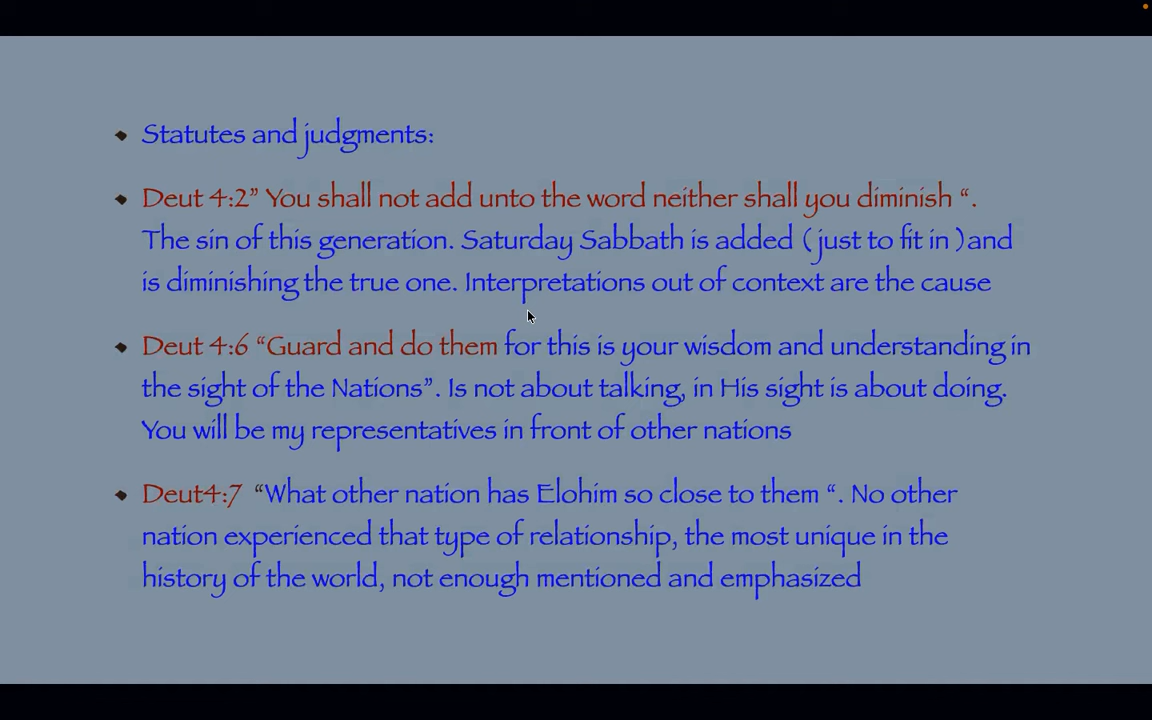 Statutes and judgments:
Deut 4:2” You shall not add unto the word neither shall you diminish “.
The sin of this generation. Saturday Sabbath is added ( just to fit in )and
is diminishing the true one. Interpretations out of context are the cause
Deut 4:6 “Guard and do them for this is your wisdom and understanding in
the sight of the Nations”. Is not about talking, in His sight is about doing.
You will be my representatives in front of other nations
Deut4:7 “What other nation has Elohim so close to them “. No other
nation experienced that type of relationship, the most unique in the
history of the world, not enough mentioned and emphasized